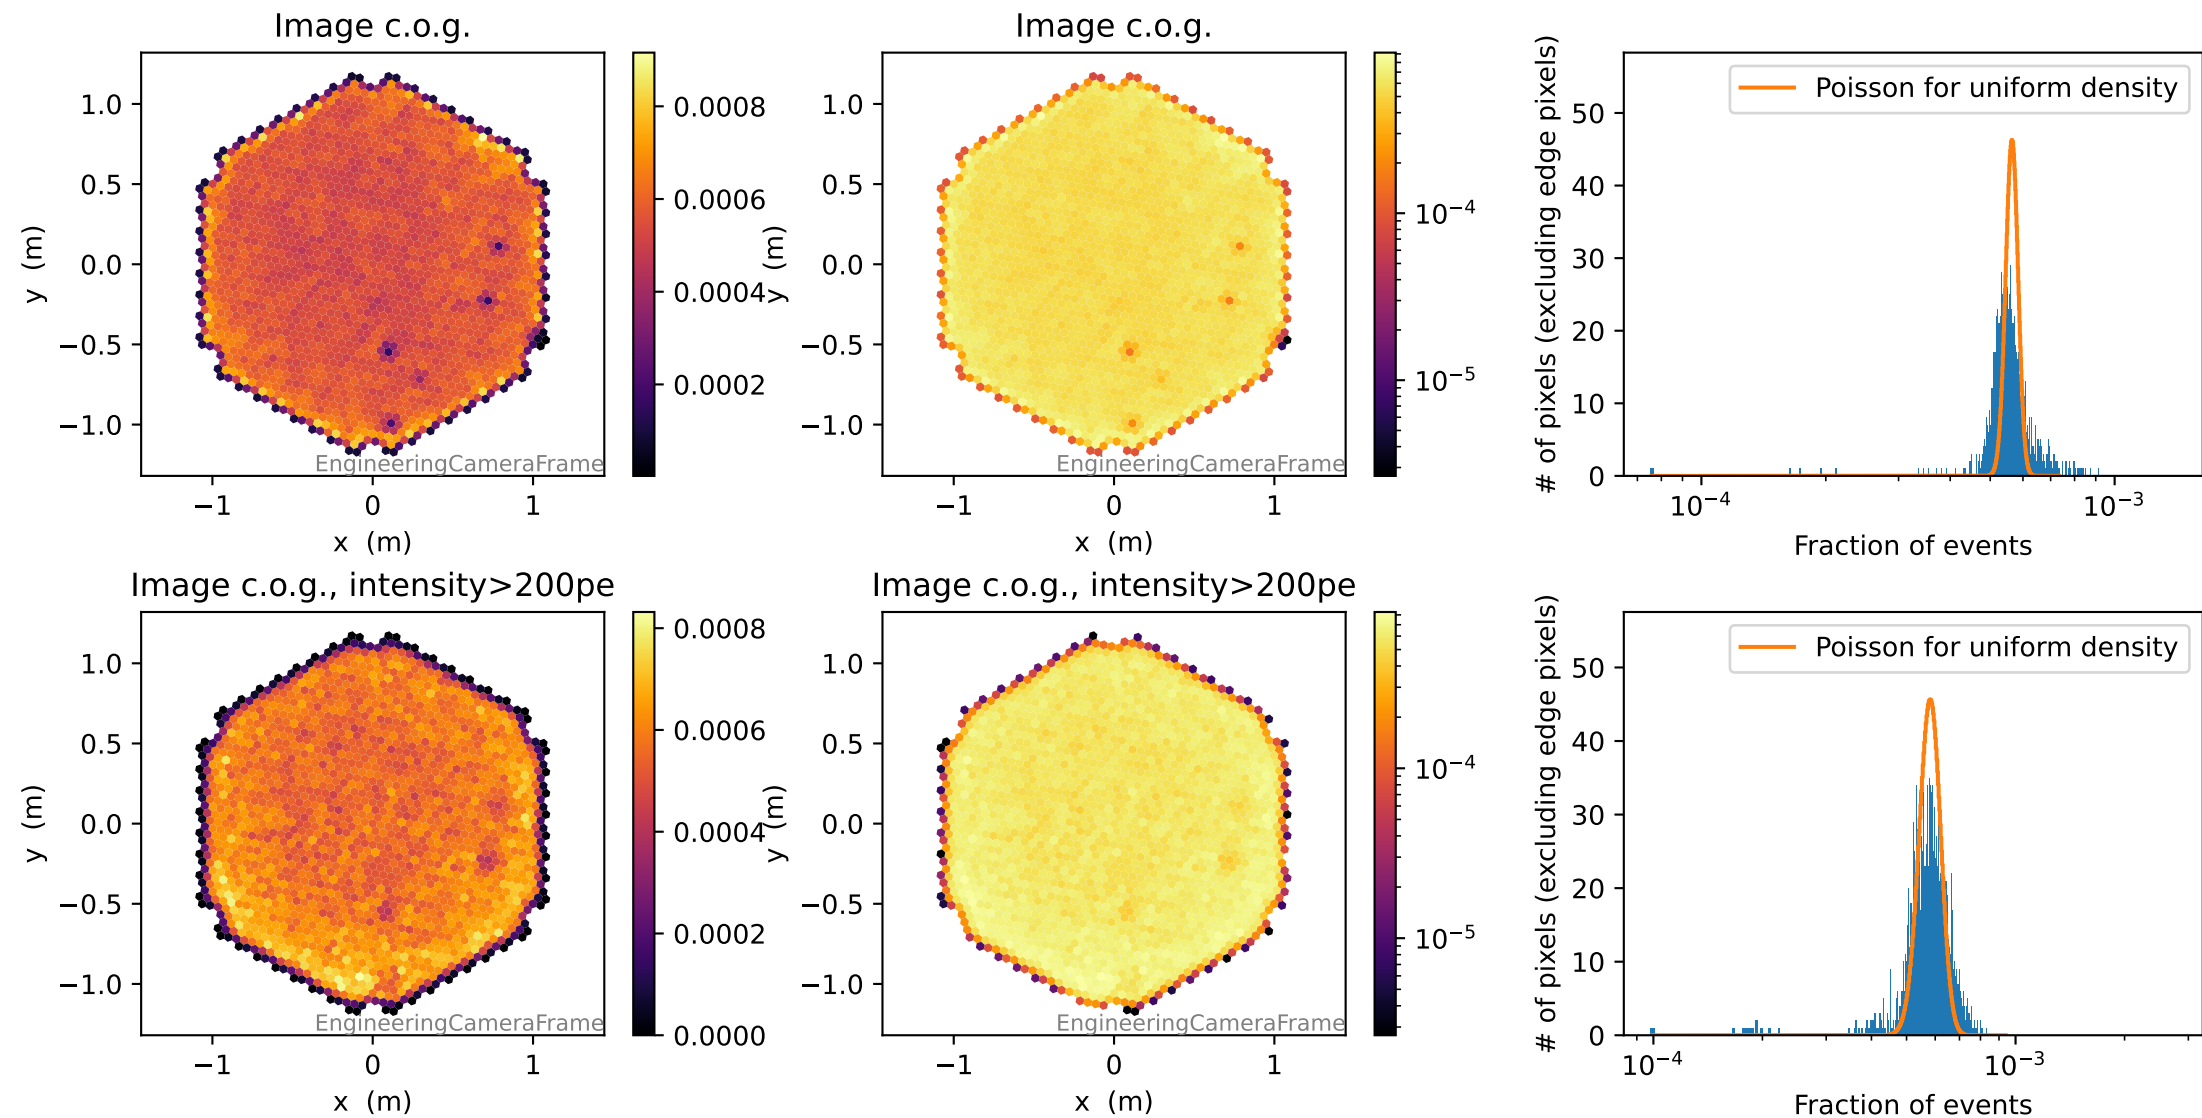 Image c.o.g.
1.0
0.5
0.0
−0.5
−1.0
y (m)
−1
0
1
x (m)
EngineeringCameraFrame
0.0008
0.0006
0.0004
0.0002
Image c.o.g.
1.0
0.5
0.0
−0.5
−1.0
y (m)
−1
0
1
x (m)
EngineeringCameraFrame
10⁻⁴
10⁻⁵
Poisson for uniform density
# of pixels (excluding edge pixels)
50
40
30
20
10
0
10⁻⁴
10⁻³
Fraction of events
Image c.o.g., intensity>200pe
1.0
0.5
0.0
−0.5
−1.0
y (m)
−1
0
1
x (m)
EngineeringCameraFrame
0.0008
0.0006
0.0004
0.0002
0.0000
Image c.o.g., intensity>200pe
1.0
0.5
0.0
−0.5
−1.0
y (m)
−1
0
1
x (m)
EngineeringCameraFrame
10⁻⁴
10⁻⁵
Poisson for uniform density
# of pixels (excluding edge pixels)
50
40
30
20
10
0
10⁻⁴
10⁻³
Fraction of events